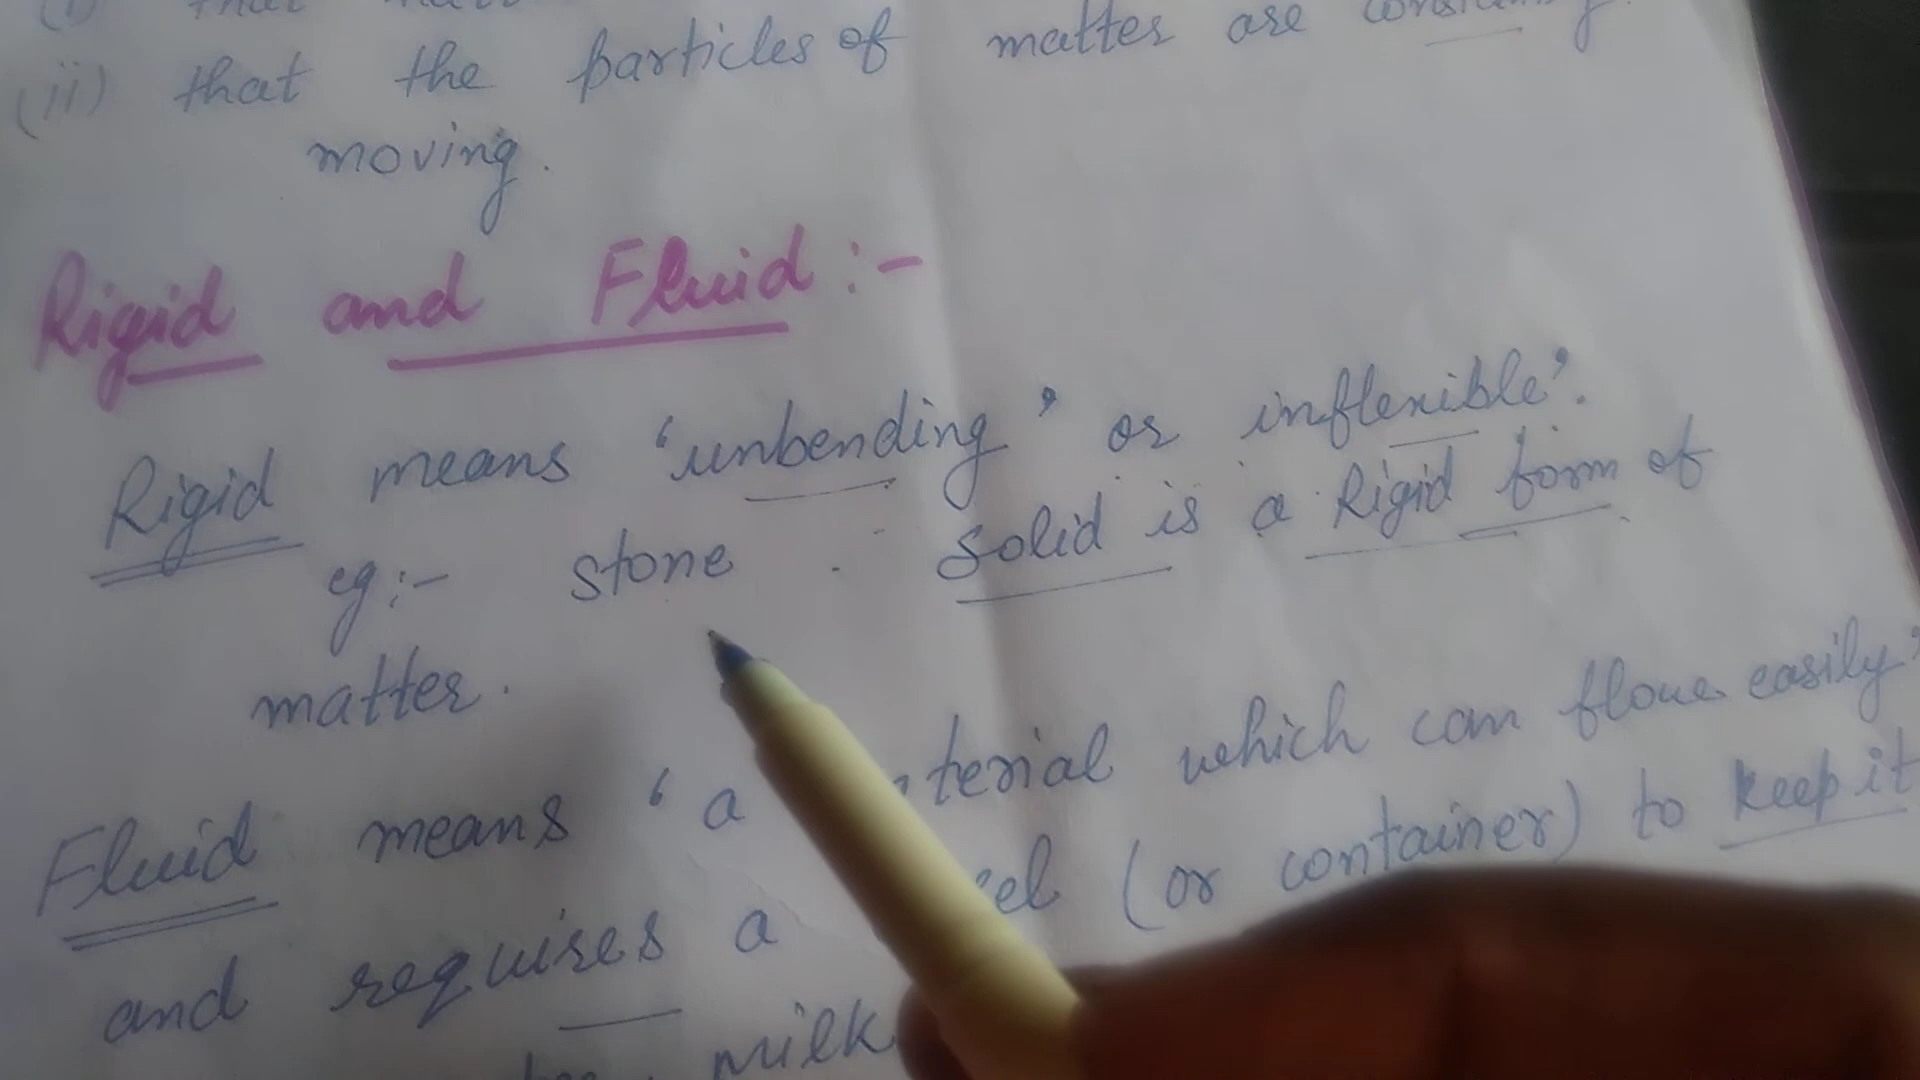 (ii) that the particles of matter are
moving.
Rigid and Fluid :-
Rigid means 'unbending' or inflexible'.
eg:- stone . Solid is a Rigid form of
matter.
Fluid means 'a which can flow easily'
and requires a (or container) to keep it
milk